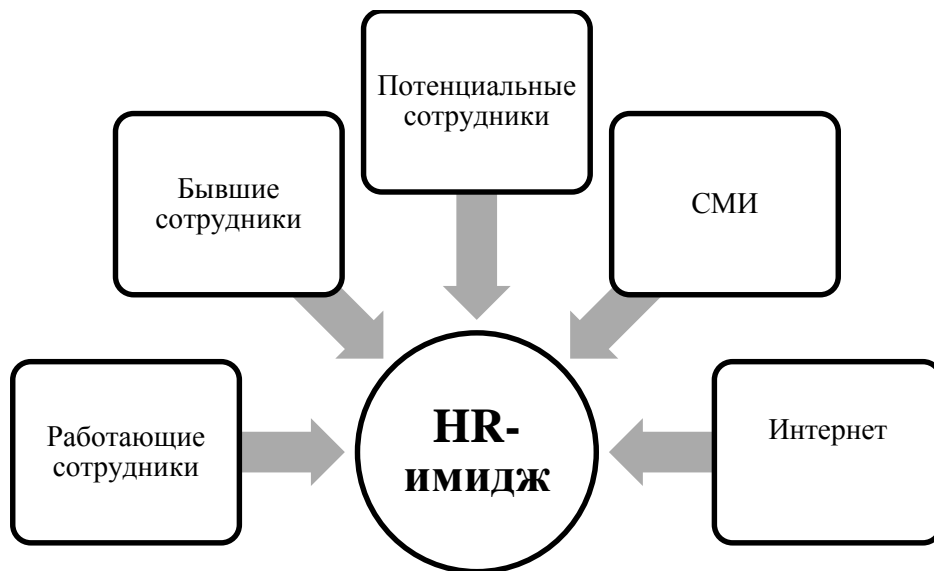 Потенциальные
сотрудники
Бывшие
сотрудники
СМИ
Работающие
сотрудники
HR-
имидж
Интернет